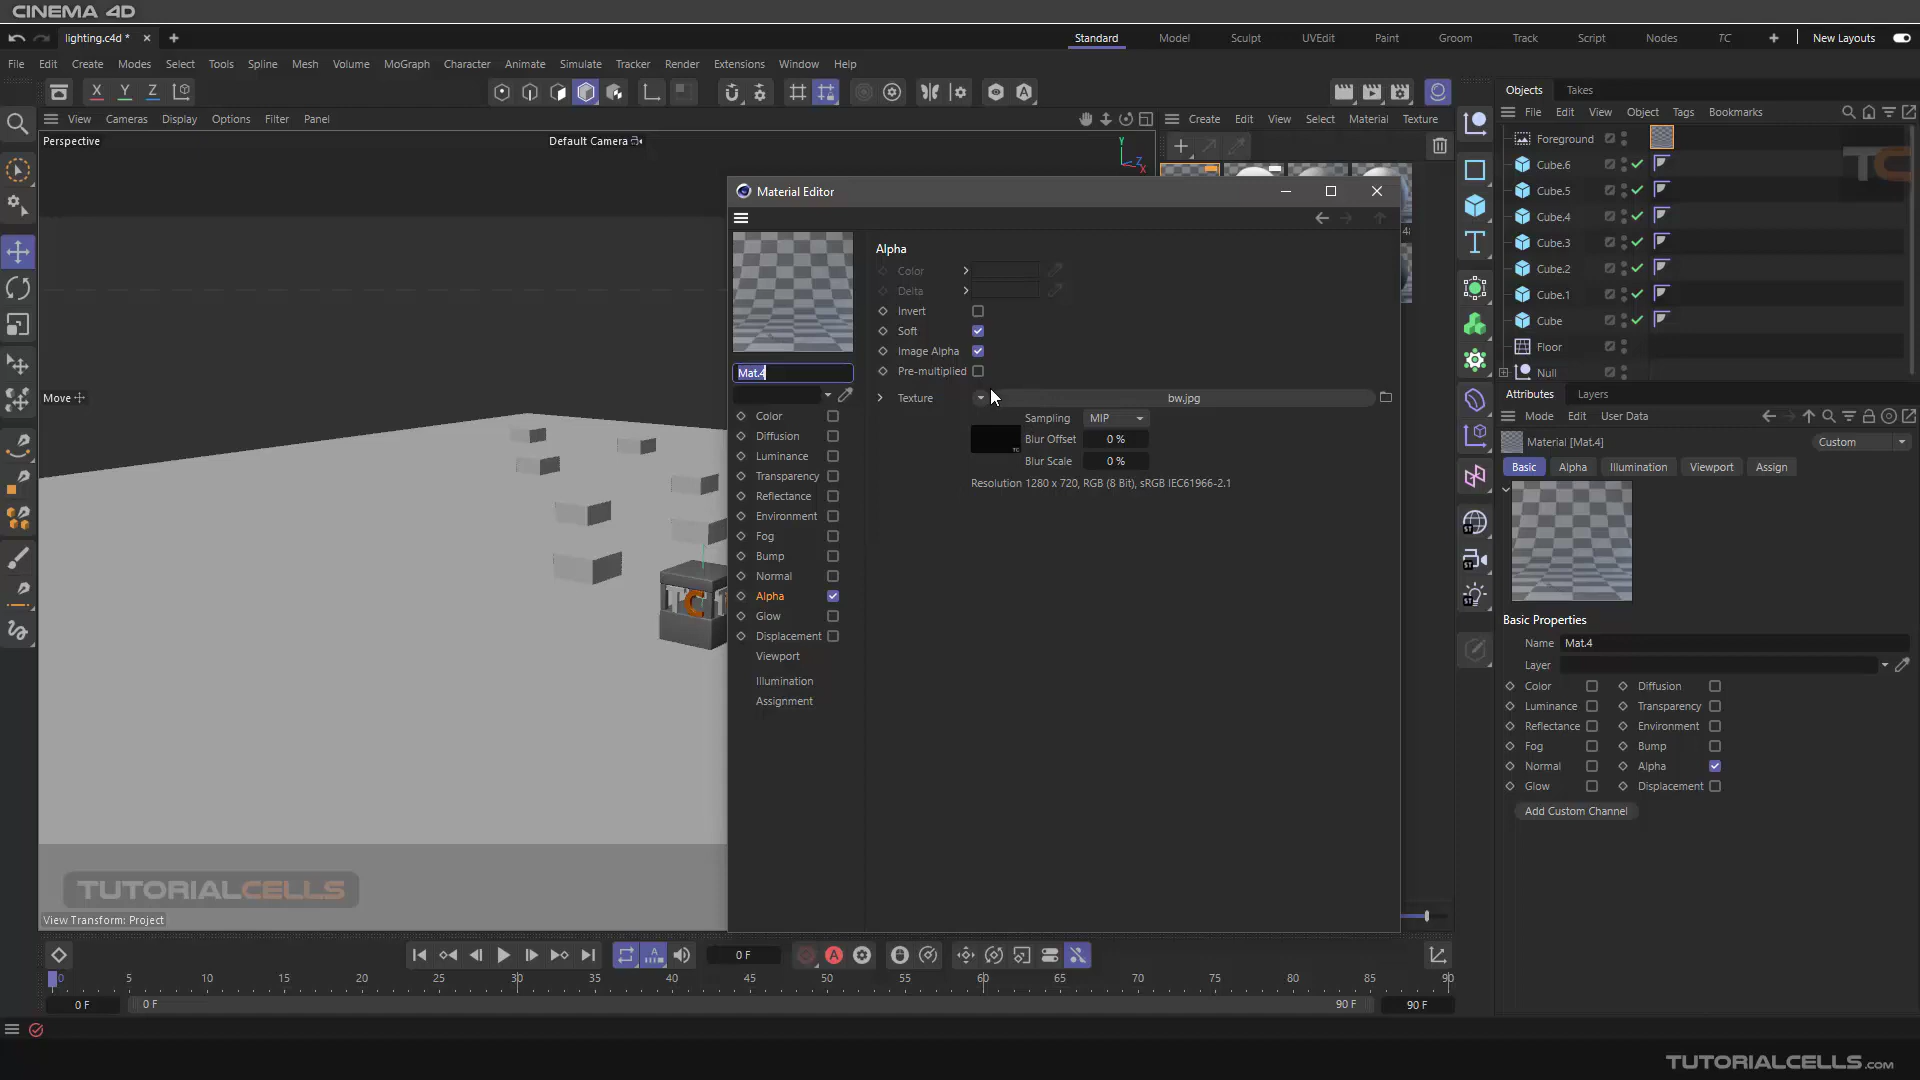 CINEMA 4D
lighting.c4d *
Standard Model Sculpt UVEdit Paint Groom Track Script Nodes TC New Layouts
File Edit Create Modes Select Tools Spline Mesh Volume MoGraph Character Animate Simulate Tracker Render Extensions Window Help
X Y Z
Objects Takes
View Cameras Display Options Filter Panel
Create Edit View Select Material Texture
File Edit View Object Tags Bookmarks
Perspective
Default Camera
Y
Z
X
Material Editor
Foreground
Cube.6
Cube.5
Cube.4
Cube.3
Cube.2
Cube.1
Cube
Floor
Null
TC
Alpha
Color
Delta
Invert
Soft
Image Alpha
Pre-multiplied
Texture bw.jpg
Sampling MIP
Blur Offset 0 %
Blur Scale 0 %
Resolution 1280 x 720, RGB (8 Bit), sRGB IEC61966-2.1
Mat.4
Color
Diffusion
Luminance
Transparency
Reflectance
Environment
Fog
Bump
Normal
Alpha
Glow
Displacement
Viewport
Illumination
Assignment
Move
Attributes Layers
Mode Edit User Data
Material [Mat.4] Custom
Basic Alpha Illumination Viewport Assign
Basic Properties
Name Mat.4
Layer
Color Diffusion
Luminance Transparency
Reflectance Environment
Fog Bump
Normal Alpha
Glow Displacement
Add Custom Channel
TC
TUTORIALCELLS
View Transform: Project
0 F
0 5 10 15 20 25 30 35 40 45 50 55 60 65 70 75 80 85 90
0 F 0 F 90 F 90 F
TUTORIALCELLS.COM